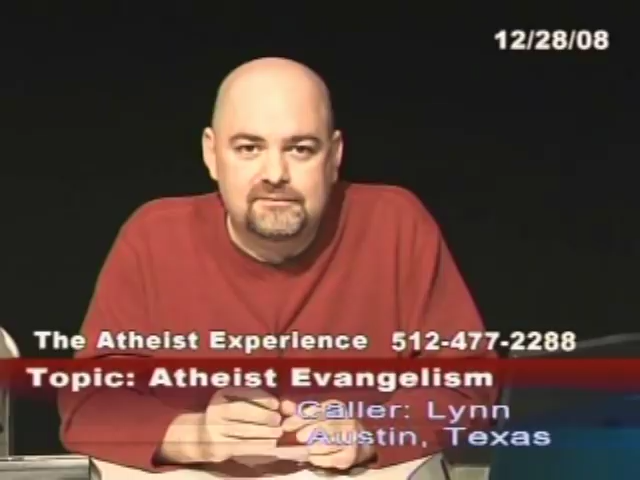 12/28/08
The Atheist Experience 512-477-2288
Topic: Atheist Evangelism
Caller: Lynn
Austin, Texas